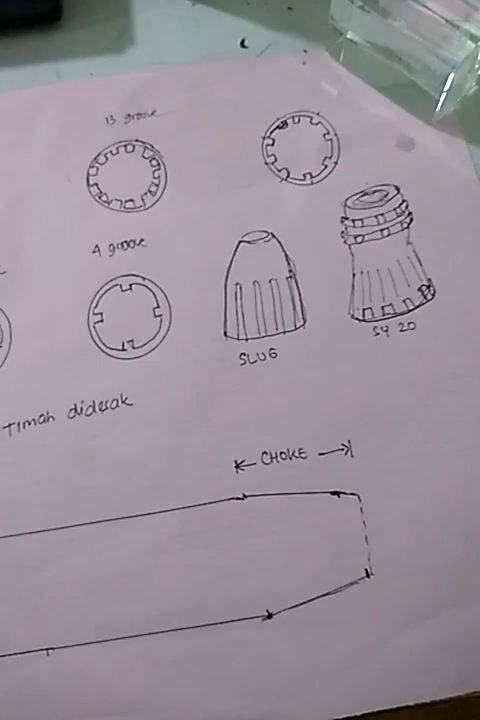 13 groove
4 groove
SLUG
SY 20
TIMAH didesak
CHOKE